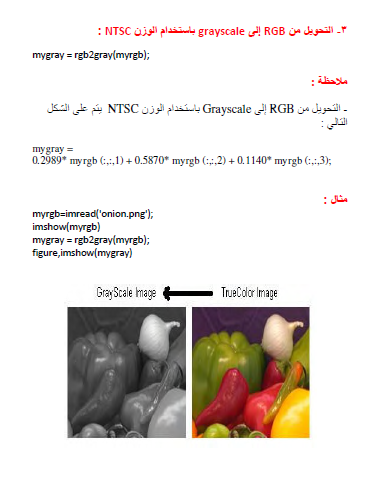 ٣- التحويل من RGB إلى grayscale باستخدام الوزن NTSC :
mygray = rgb2gray(myrgb);
ملاحظة :
- التحويل من RGB إلى Grayscale باستخدام الوزن NTSC يتم على الشكل
التالي :
mygray =
0.2989* myrgb (:,:,1) + 0.5870* myrgb (:,:,2) + 0.1140* myrgb (:,:,3);
مثال :
myrgb=imread('onion.png');
imshow(myrgb)
mygray = rgb2gray(myrgb);
figure,imshow(mygray)
GrayScale Image TrueColor Image